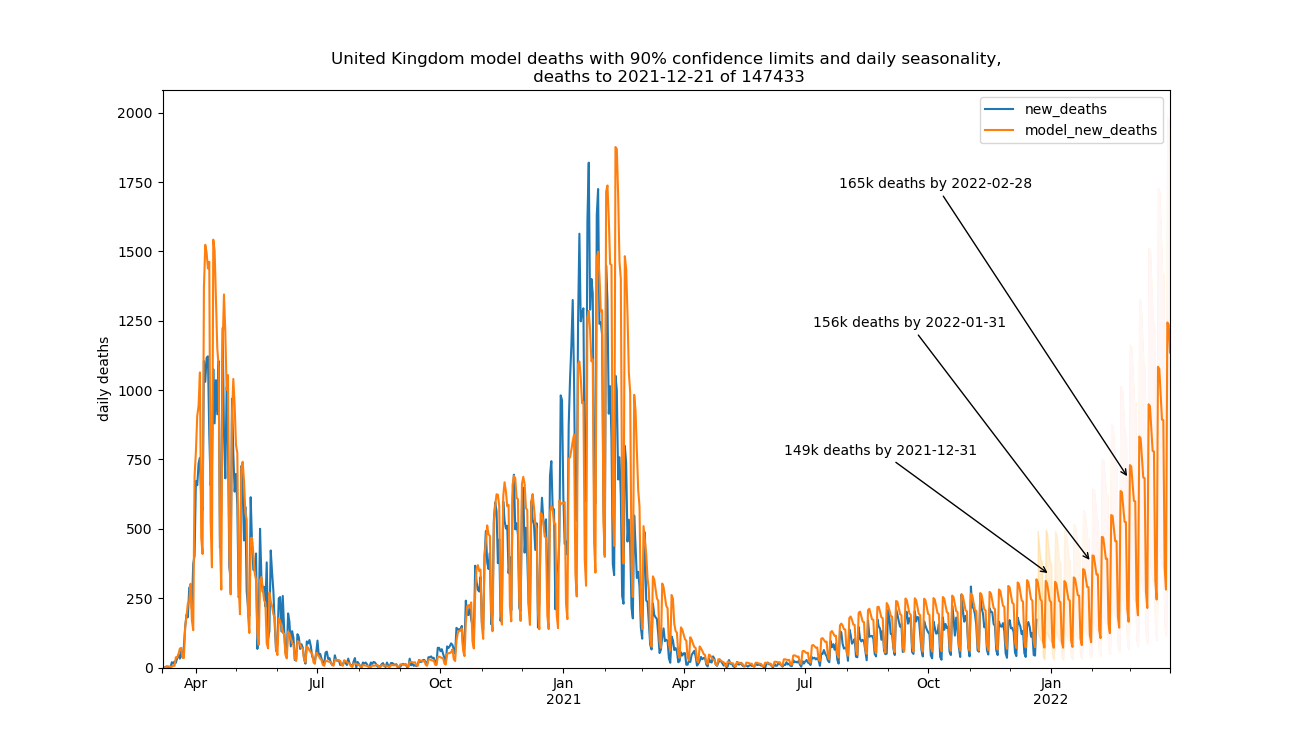 United Kingdom model deaths with 90% confidence limits and daily seasonality,
deaths to 2021-12-21 of 147433
new_deaths
model_new_deaths
165k deaths by 2022-02-28
156k deaths by 2022-01-31
149k deaths by 2021-12-31
daily deaths
2000
1750
1500
1250
1000
750
500
250
0
Apr
Jul
Oct
Jan
2021
Apr
Jul
Oct
Jan
2022